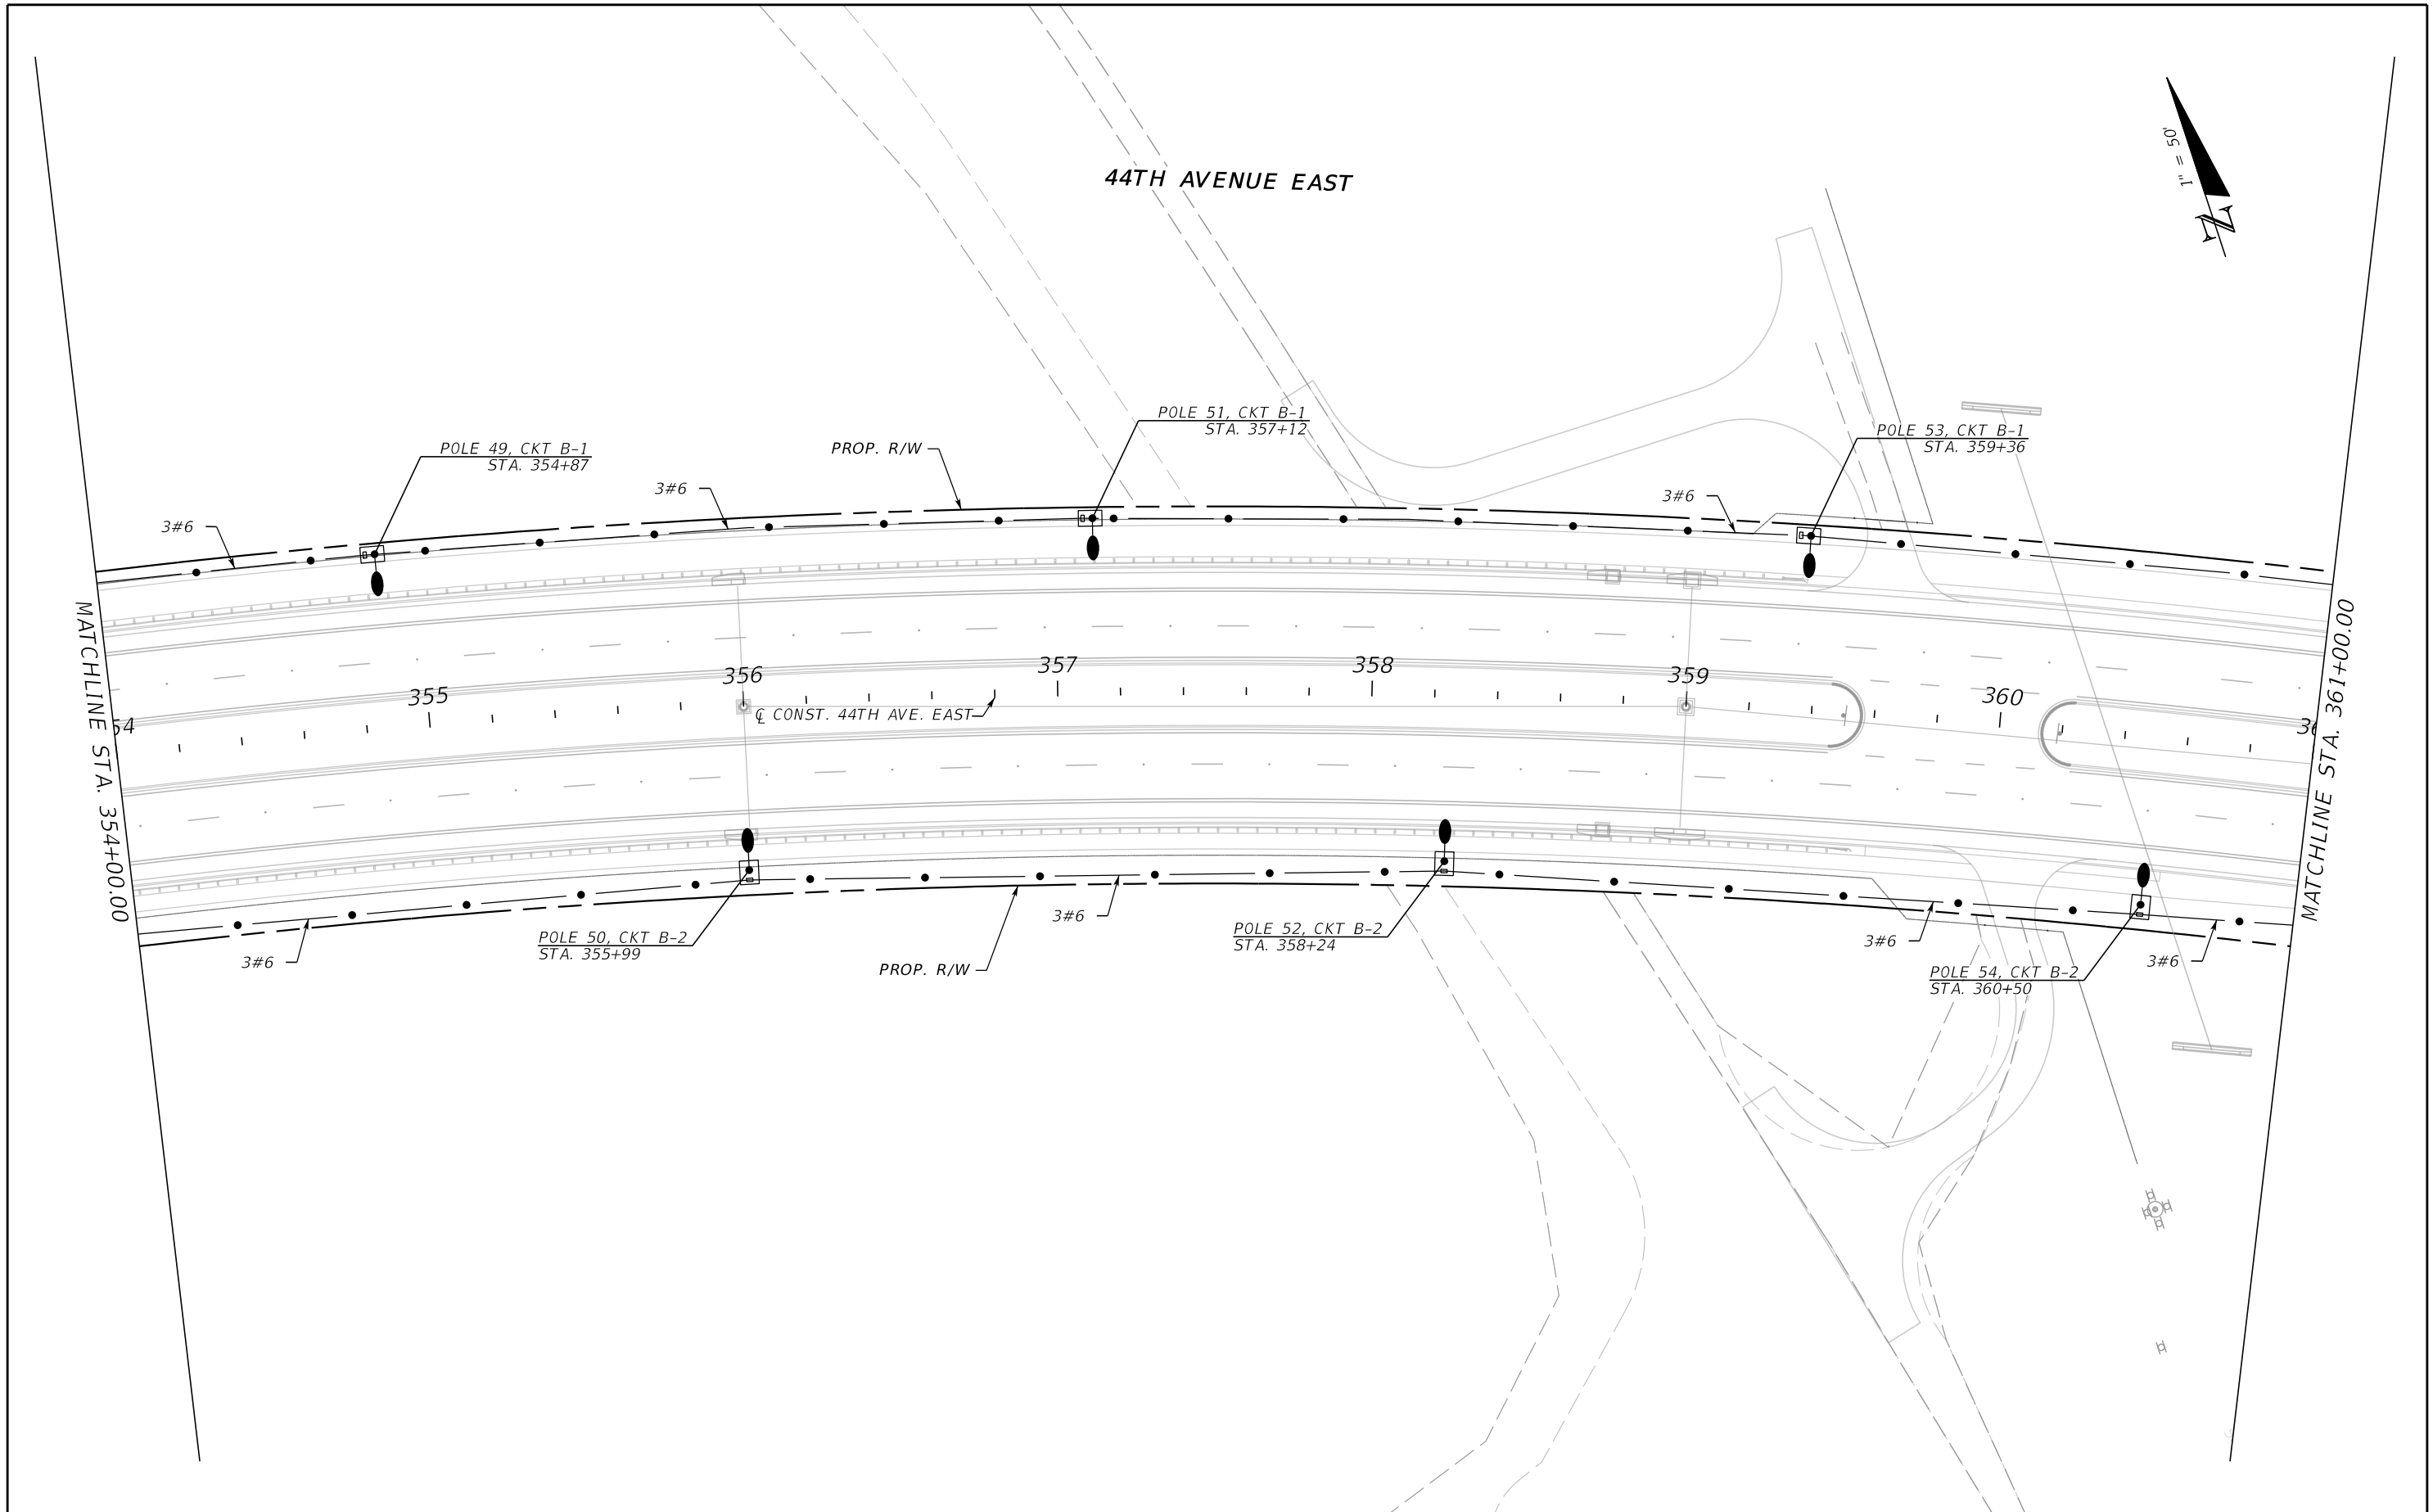 1" = 50'
N
44TH AVENUE EAST
POLE 51, CKT B-1
STA. 357+12
POLE 53, CKT B-1
STA. 359+36
POLE 49, CKT B-1
STA. 354+87
PROP. R/W
3#6
3#6
3#6
MATCHLINE STA. 354+00.00
MATCHLINE STA. 361+00.00
54
355
356
357
358
359
360
36
℄ CONST. 44TH AVE. EAST
3#6
POLE 50, CKT B-2
STA. 355+99
PROP. R/W
3#6
POLE 52, CKT B-2
STA. 358+24
3#6
POLE 54, CKT B-2
STA. 360+50
3#6